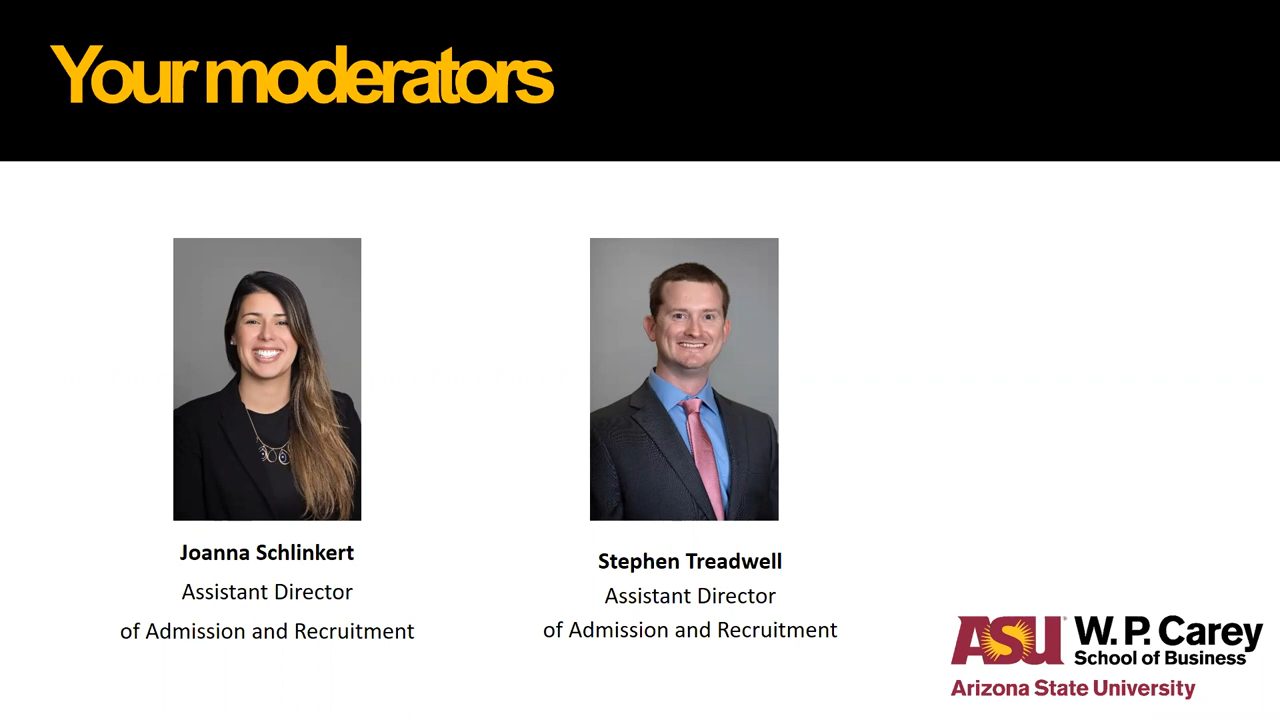 Your moderators
Joanna Schlinkert
Assistant Director
of Admission and Recruitment
Stephen Treadwell
Assistant Director
of Admission and Recruitment
ASU® W. P. Carey
School of Business
Arizona State University